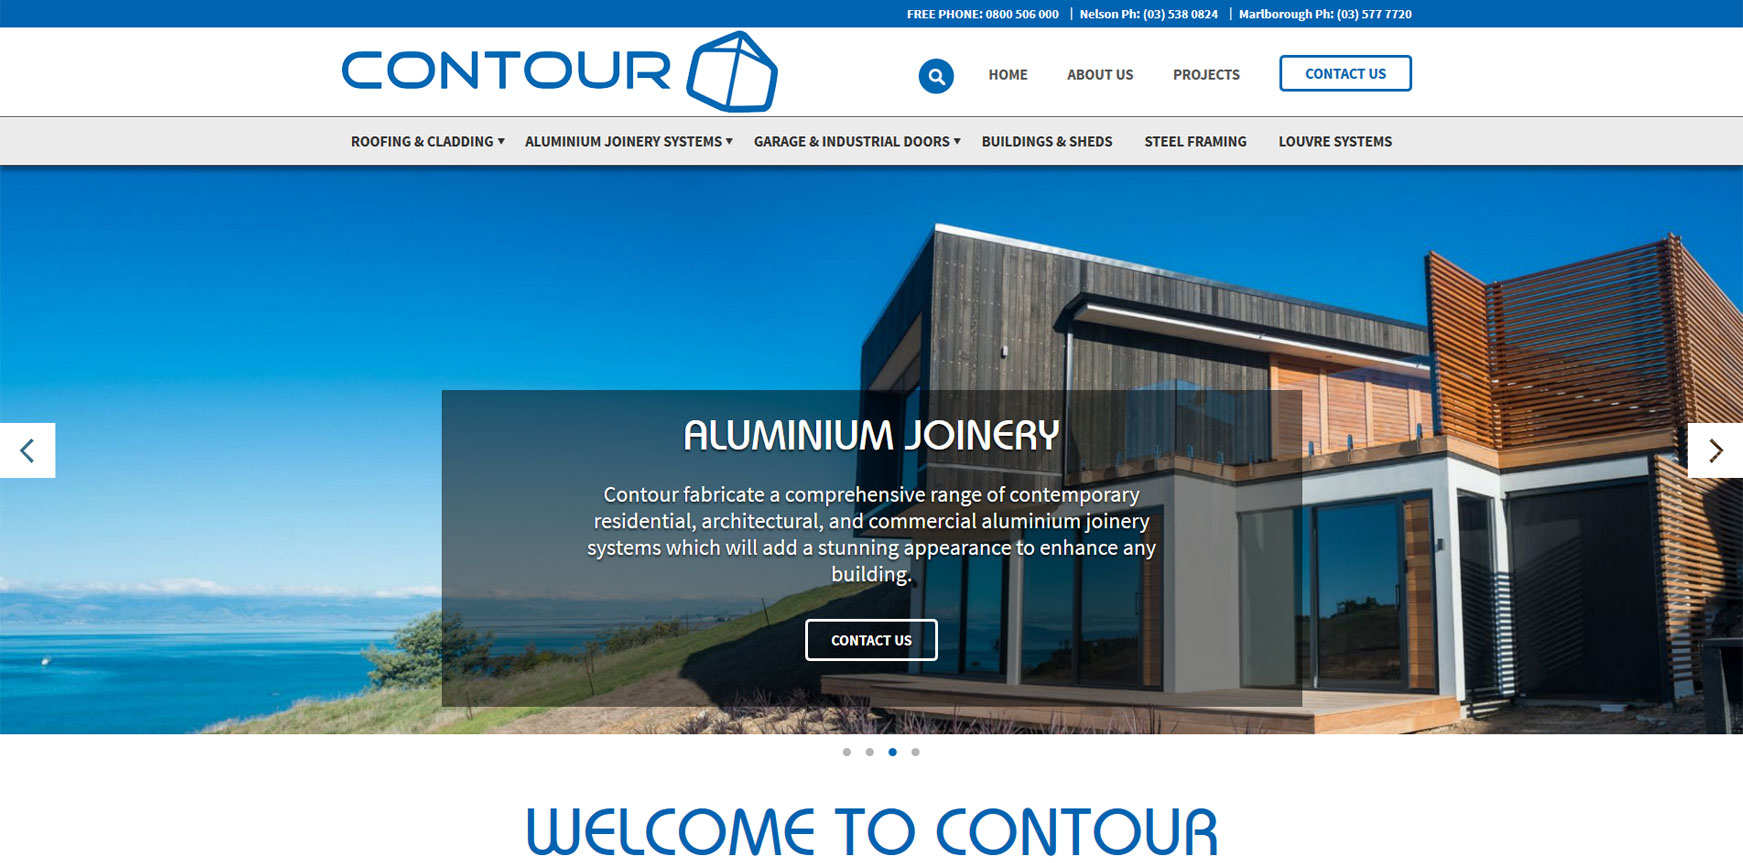 FREE PHONE: 0800 506 000 | Nelson Ph: (03) 538 0824 | Marlborough Ph: (03) 577 7720
CONTOUR
HOME ABOUT US PROJECTS CONTACT US
ROOFING & CLADDING ALUMINIUM JOINERY SYSTEMS GARAGE & INDUSTRIAL DOORS BUILDINGS & SHEDS STEEL FRAMING LOUVRE SYSTEMS
ALUMINIUM JOINERY
Contour fabricate a comprehensive range of contemporary
residential, architectural, and commercial aluminium joinery
systems which will add a stunning appearance to enhance any
building.
CONTACT US
WELCOME TO CONTOUR